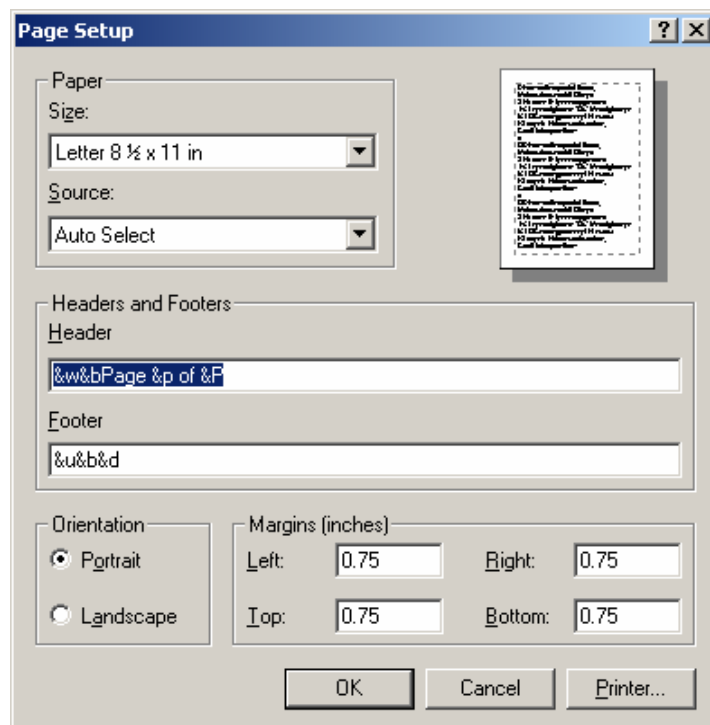 Page Setup
Paper
Size:
Letter 8 ½ x 11 in
Source:
Auto Select
Headers and Footers
Header
&w&bPage &p of &P
Footer
&u&b&d
Orientation
Portrait
Landscape
Margins (inches)
Left: 0.75 Right: 0.75
Top: 0.75 Bottom: 0.75
OK Cancel Printer...